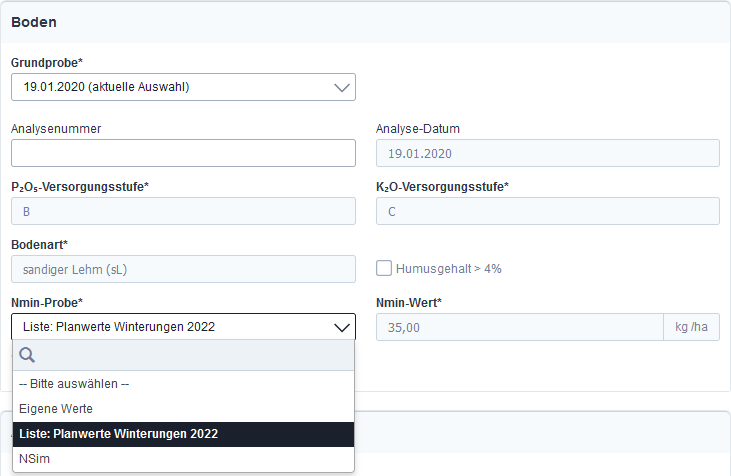 Boden
Grundprobe*
19.01.2020 (aktuelle Auswahl)
Analysenummer
Analyse-Datum
19.01.2020
P₂O₅-Versorgungsstufe*
K₂O-Versorgungsstufe*
B
C
Bodenart*
sandiger Lehm (sL)
Humusgehalt > 4%
Nmin-Probe*
Nmin-Wert*
Liste: Planwerte Winterungen 2022
35,00
kg /ha
-- Bitte auswählen --
Eigene Werte
Liste: Planwerte Winterungen 2022
NSim